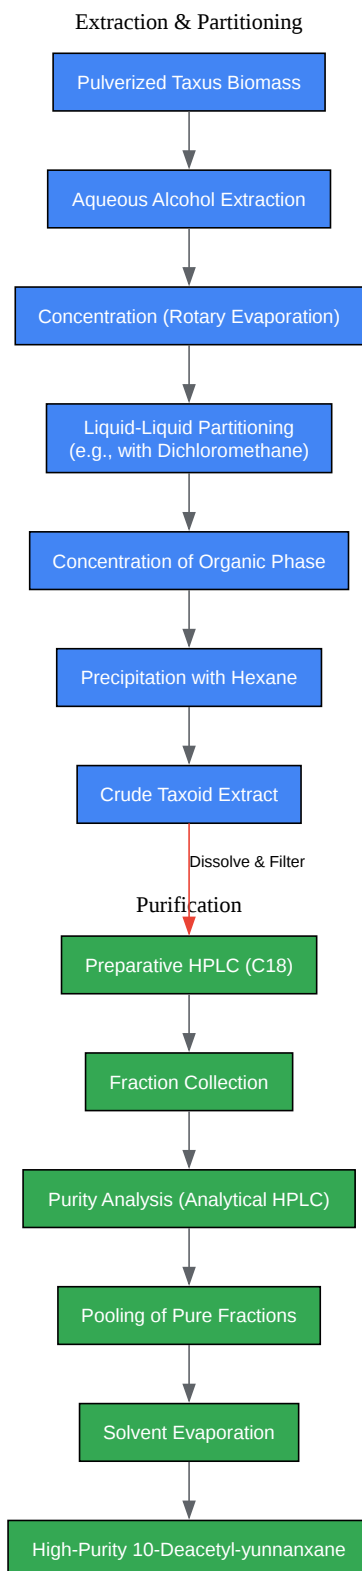 Extraction & Partitioning
Pulverized Taxus Biomass
Aqueous Alcohol Extraction
Concentration (Rotary Evaporation)
Liquid-Liquid Partitioning
(e.g., with Dichloromethane)
Concentration of Organic Phase
Precipitation with Hexane
Crude Taxoid Extract
Dissolve & Filter
Purification
Preparative HPLC (C18)
Fraction Collection
Purity Analysis (Analytical HPLC)
Pooling of Pure Fractions
Solvent Evaporation
High-Purity 10-Deacetyl-yunnanxane